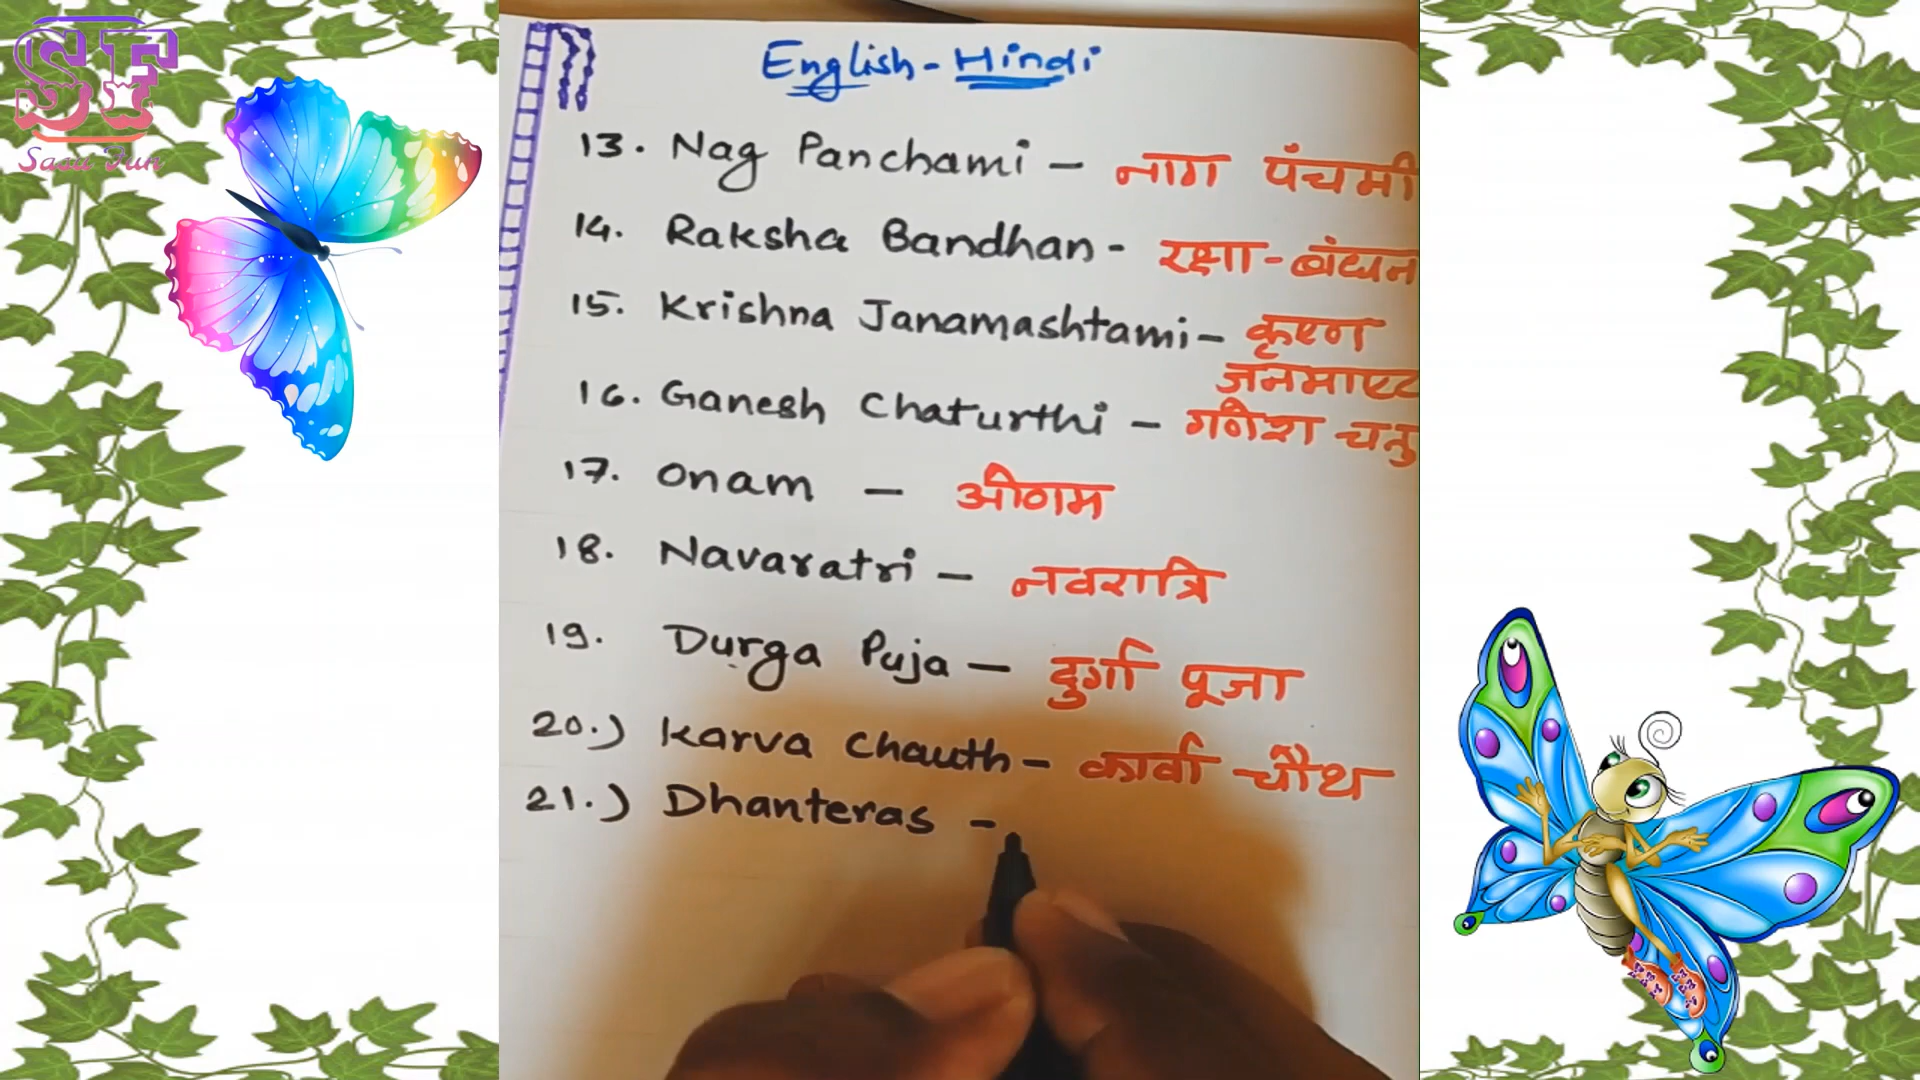 SF
English - Hindi
13. Nag Panchami - नाग पंचमी
14. Raksha Bandhan - रक्षा-बंधन
15. Krishna Janamashtami - कृष्ण
16. Ganesh Chaturthi - गणेश चतु
17. Onam - ओणम
18. Navaratri - नवरात्रि
19. Durga Puja - दुर्गा पूजा
20.) Karva Chauth - कार्वा चौथ
21.) Dhanteras -